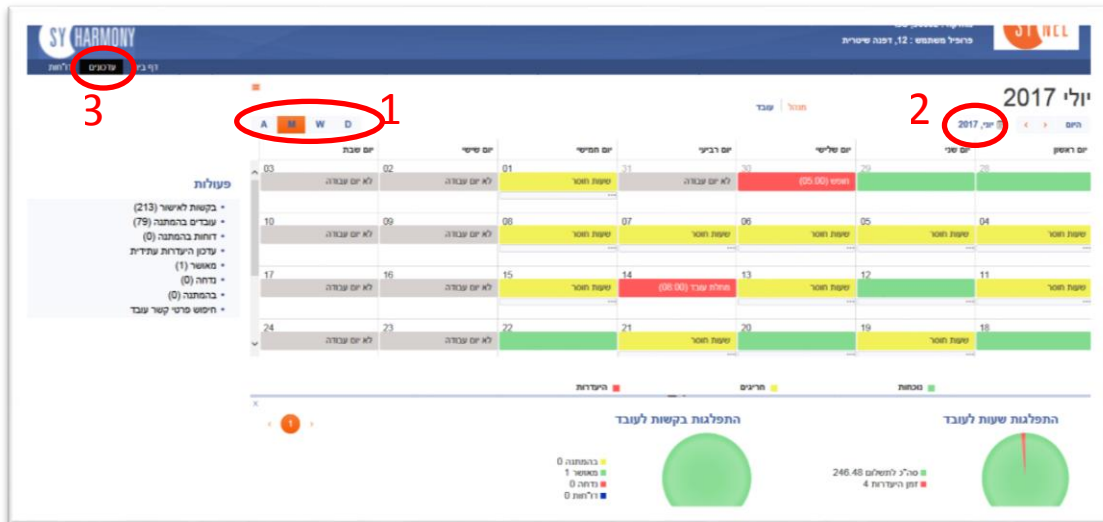 SY HARMONY
SYNEL
פרופיל משתמש : 12, דפנה שיטרית
דף בית
עדכונים
דו"חות
3
1
2
יולי 2017
היום
יוני, 2017
מנהל | עובד
A M W D
יום ראשון יום שני יום שלישי יום רביעי יום חמישי יום שישי יום שבת
28 29 30 31 01 02 03
חופש (05.00) לא יום עבודה שעות חוסר לא יום עבודה לא יום עבודה
04 05 06 07 08 09 10
שעות חוסר שעות חוסר שעות חוסר שעות חוסר שעות חוסר לא יום עבודה לא יום עבודה
11 12 13 14 15 16 17
שעות חוסר שעות חוסר מחלת עובד (08.00) שעות חוסר לא יום עבודה לא יום עבודה
18 19 20 21 22 23 24
שעות חוסר שעות חוסר לא יום עבודה לא יום עבודה
פעולות
בקשות לאישור (213)
עובדים בהמתנה (79)
דוחות בהמתנה (0)
עדכון היעדרות עתידית
מאושר (1)
נדחה (0)
בהמתנה (0)
חיפוש פרטי קשר עובד
נוכחות חריגים היעדרות
התפלגות שעות לעובד
סה"כ לתשלום 246.48
זמן היעדרות 4
התפלגות בקשות לעובד
בהמתנה 0
מאושר 1
נדחה 0
דו"חות 0
1